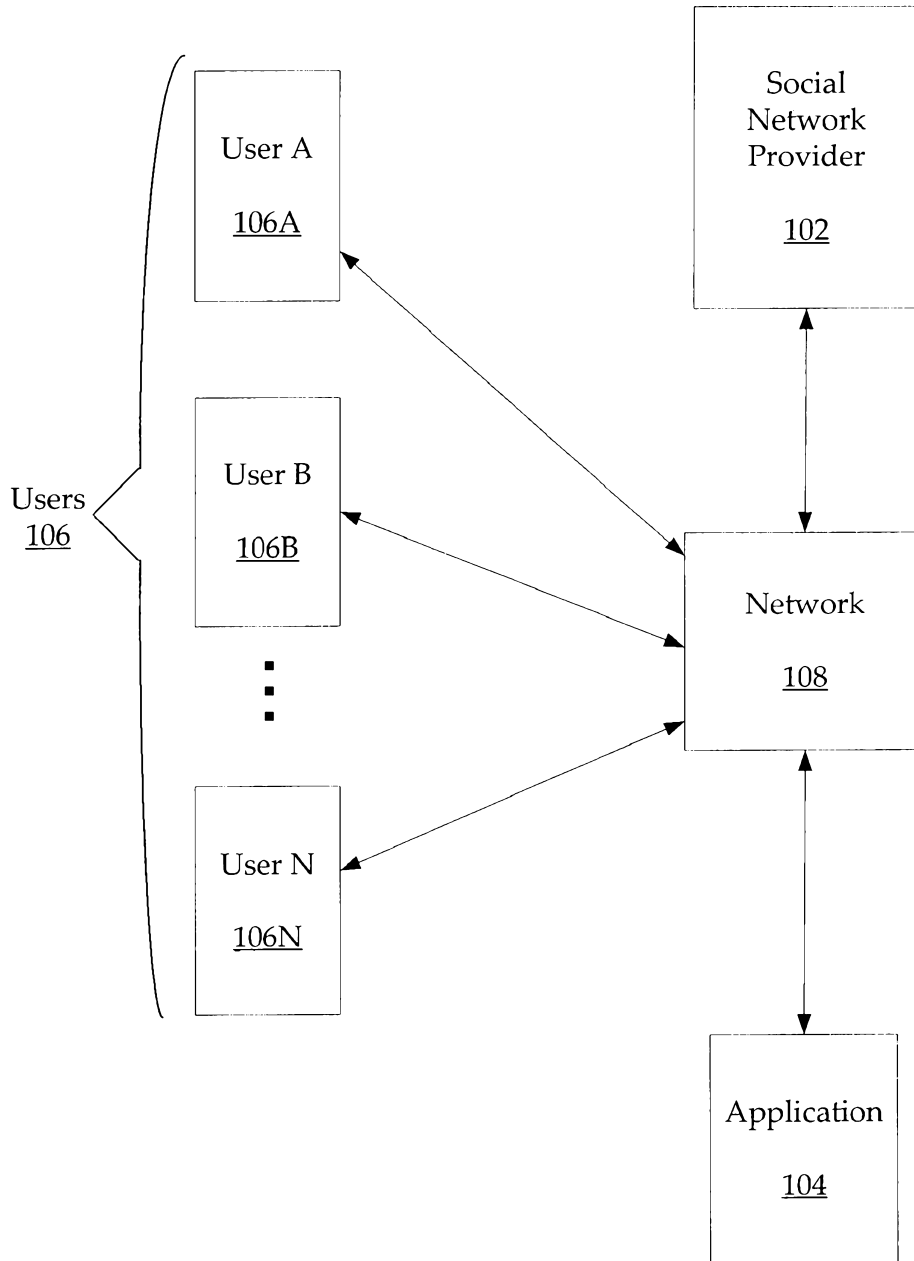 Users
106
User A
106A
User B
106B
User N
106N
Social
Network
Provider
102
Network
108
Application
104